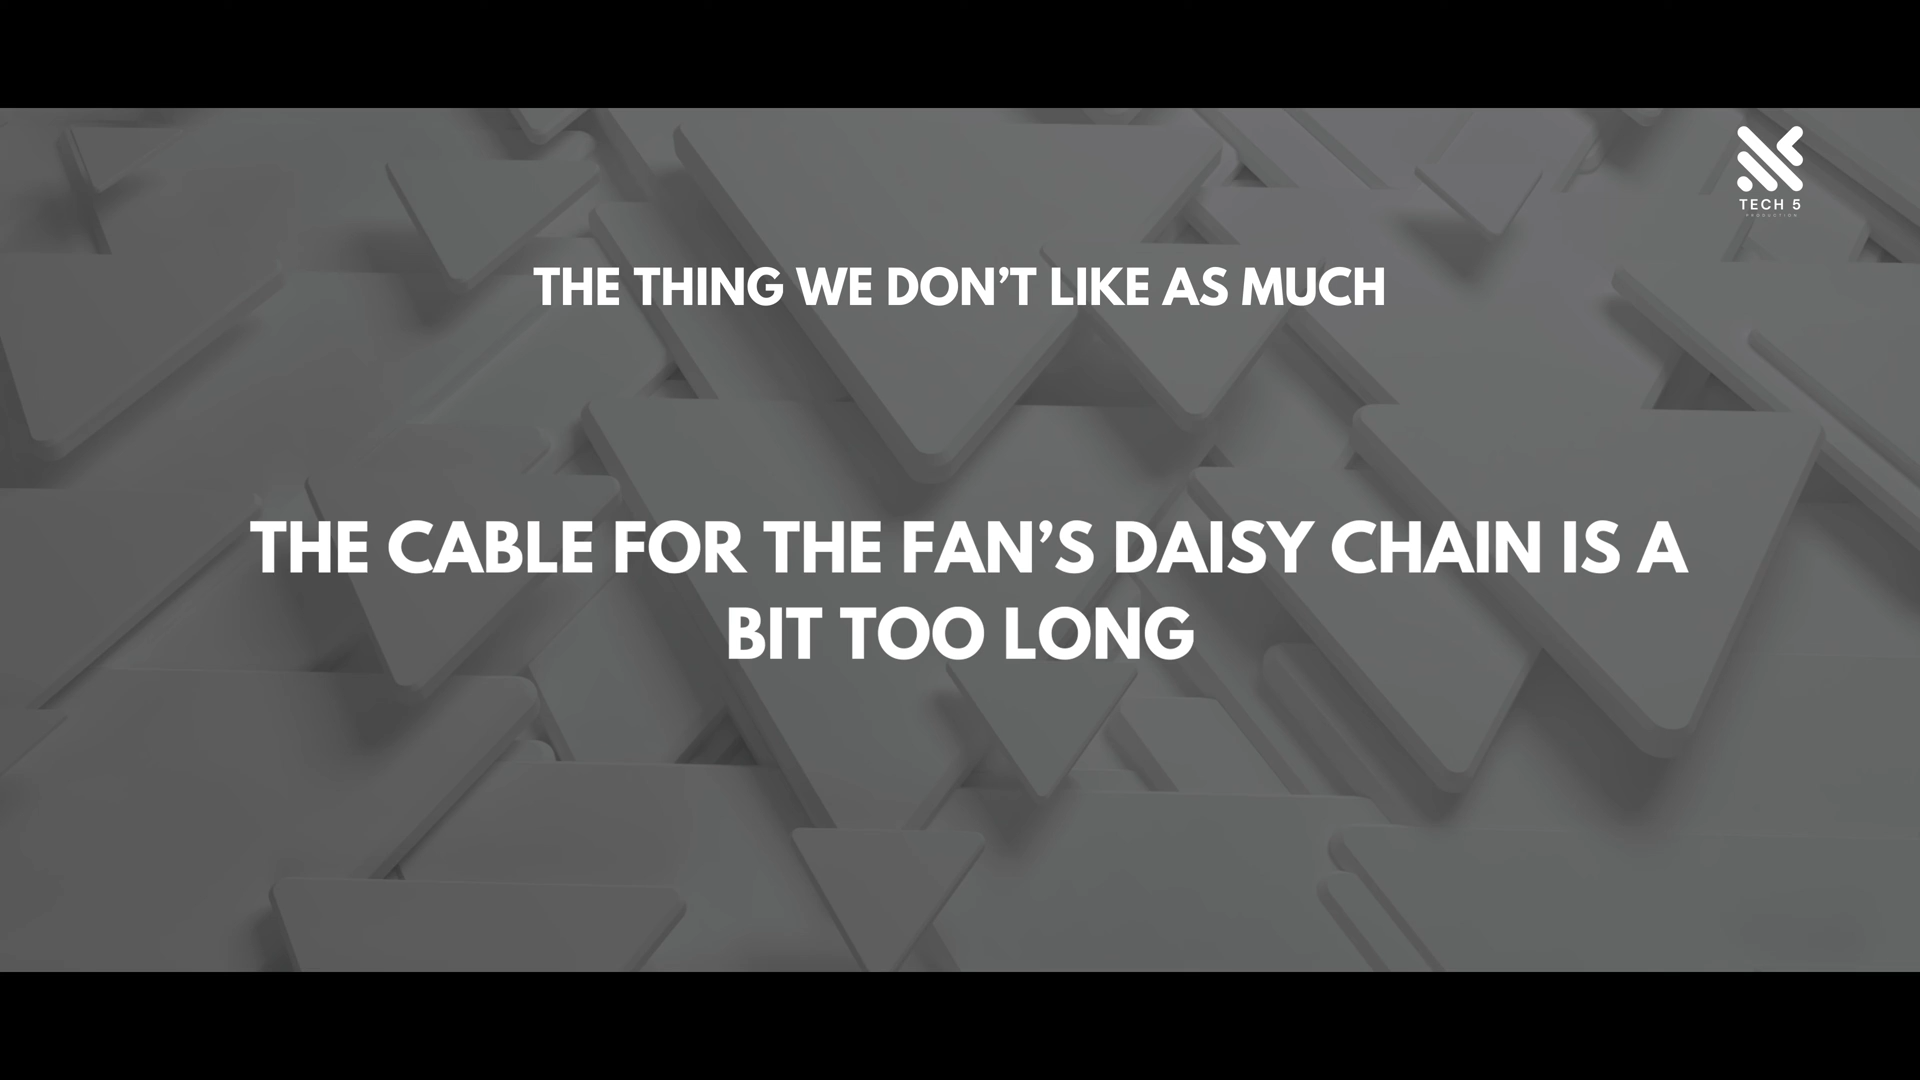 TECH 5
PRODUCTION
THE THING WE DON’T LIKE AS MUCH
THE CABLE FOR THE FAN’S DAISY CHAIN IS A
BIT TOO LONG